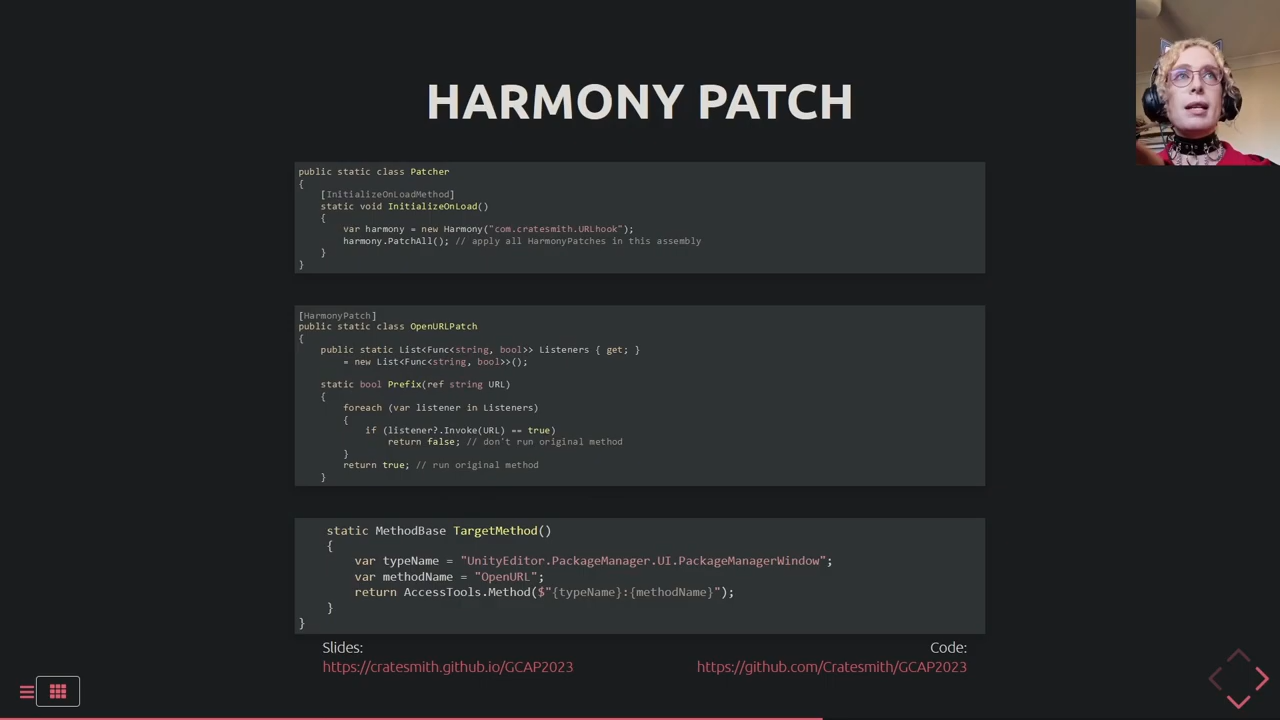 HARMONY PATCH
public static class Patcher
{
    [InitializeOnLoadMethod]
    static void InitializeOnLoad()
    {
        var harmony = new Harmony("com.cratesmith.URLhook");
        harmony.PatchAll(); // apply all HarmonyPatches in this assembly
    }
}
[HarmonyPatch]
public static class OpenURLPatch
{
    public static List<Func<string, bool>> Listeners { get; }
        = new List<Func<string, bool>>();
    static bool Prefix(ref string URL)
    {
        foreach (var listener in Listeners)
        {
            if (listener?.Invoke(URL) == true)
                return false; // don't run original method
        }
        return true; // run original method
    }
    static MethodBase TargetMethod()
    {
        var typeName = "UnityEditor.PackageManager.UI.PackageManagerWindow";
        var methodName = "OpenURL";
        return AccessTools.Method($"{typeName}:{methodName}");
    }
}
Slides:
https://cratesmith.github.io/GCAP2023
Code:
https://github.com/Cratesmith/GCAP2023